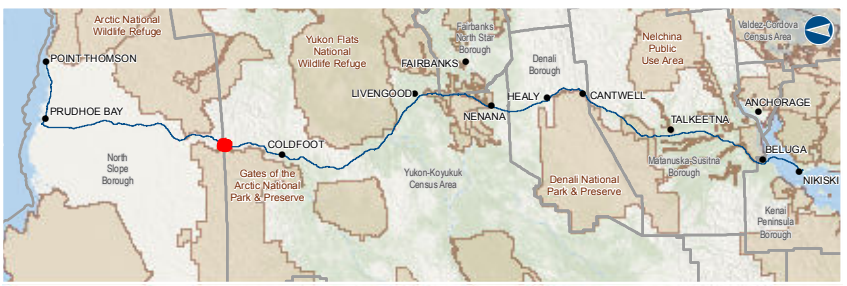 Arctic National
Wildlife Refuge
POINT THOMSON
PRUDHOE BAY
North
Slope
Borough
COLDFOOT
Gates of the
Arctic National
Park & Preserve
Yukon Flats
National
Wildlife Refuge
LIVENGOOD
FAIRBANKS
Fairbanks
North Star
Borough
NENANA
Yukon-Koyukuk
Census Area
Denali
Borough
HEALY
CANTWELL
Denali National
Park & Preserve
Nelchina
Public
Use Area
TALKEETNA
Matanuska-Susitna
Borough
Valdez-Cordova
Census Area
ANCHORAGE
BELUGA
NIKISKI
Kenai
Peninsula
Borough